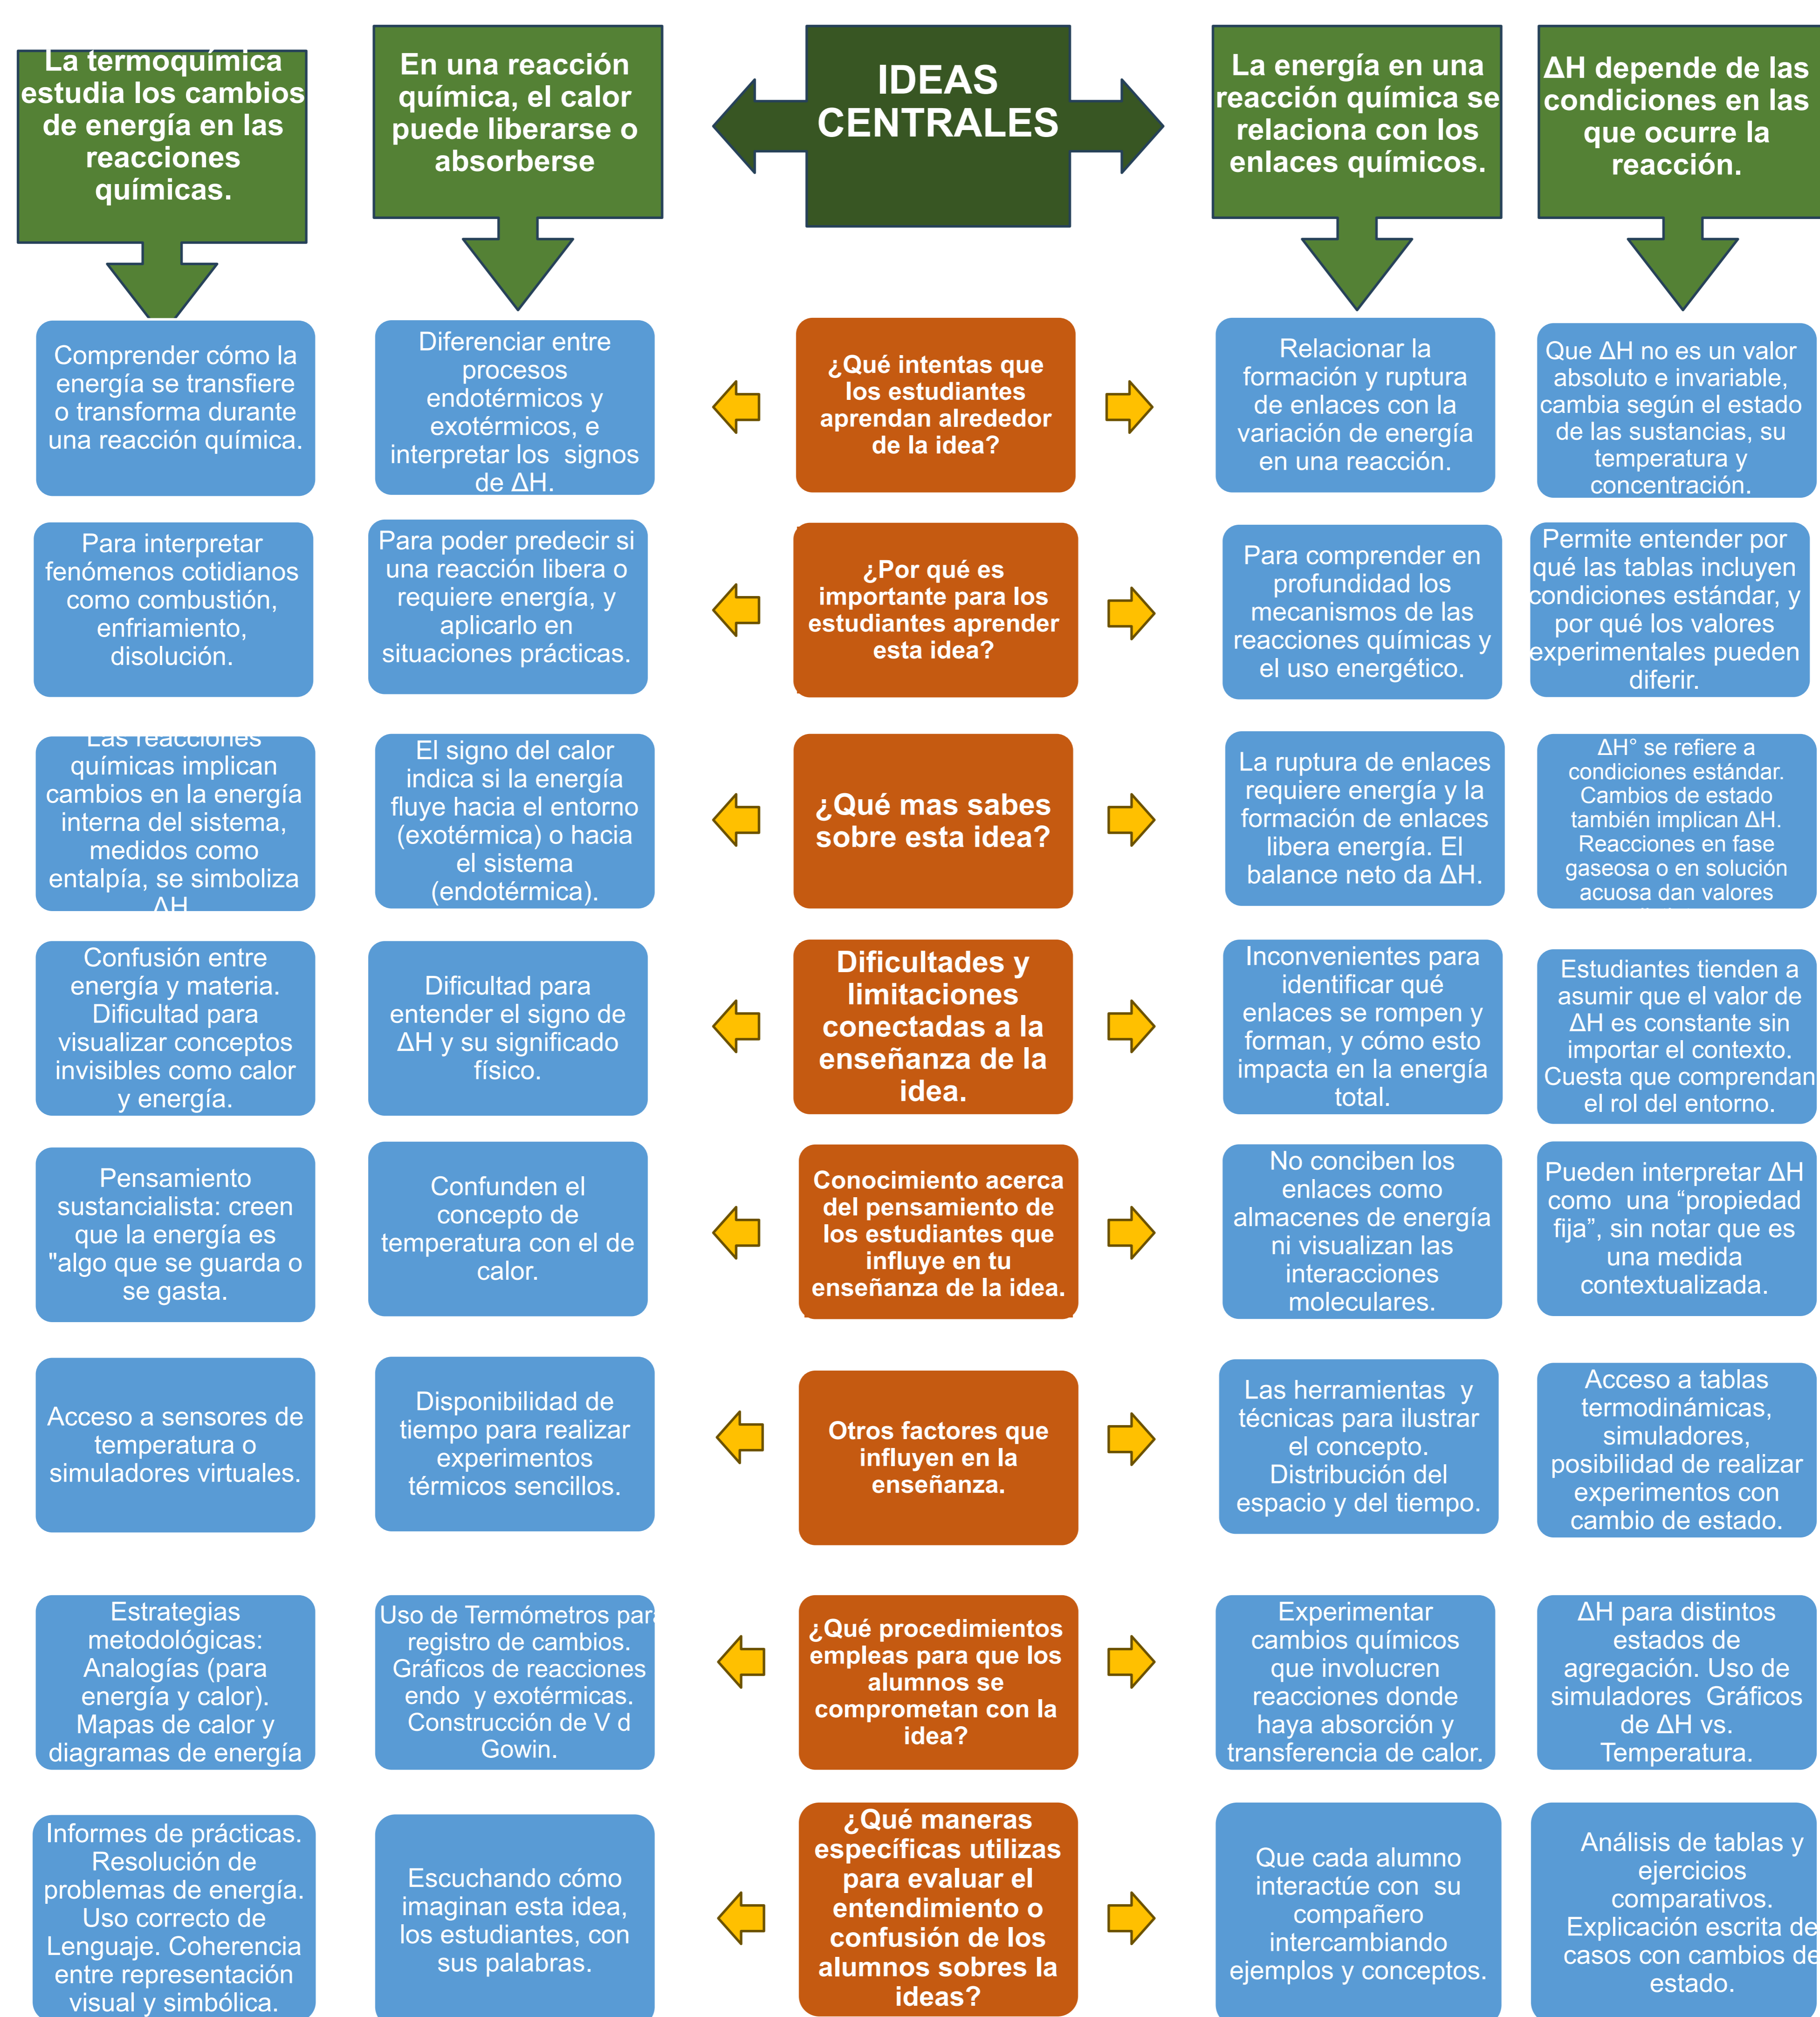 La termoquímica
estudia los cambios
de energía en las
reacciones
químicas.
En una reacción
química, el calor
puede liberarse o
absorberse
IDEAS
CENTRALES
La energía en una
reacción química se
relaciona con los
enlaces químicos.
ΔH depende de las
condiciones en las
que ocurre la
reacción.
Comprender cómo la
energía se transfiere
o transforma durante
una reacción química.
Diferenciar entre
procesos
endotérmicos y
exotérmicos, e
interpretar los signos
de ΔH.
¿Qué intentas que
los estudiantes
aprendan alrededor
de la idea?
Relacionar la
formación y ruptura
de enlaces con la
variación de energía
en una reacción.
Que ΔH no es un valor
absoluto e invariable,
cambia según el estado
de las sustancias, su
temperatura y
concentración.
Para interpretar
fenómenos cotidianos
como combustión,
enfriamiento,
disolución.
Para poder predecir si
una reacción libera o
requiere energía, y
aplicarlo en
situaciones prácticas.
¿Por qué es
importante para los
estudiantes aprender
esta idea?
Para comprender en
profundidad los
mecanismos de las
reacciones químicas y
el uso energético.
Permite entender por
qué las tablas incluyen
condiciones estándar, y
por qué los valores
experimentales pueden
diferir.
Las reacciones
químicas implican
cambios en la energía
interna del sistema,
medidos como
entalpía, se simboliza
ΔH
El signo del calor
indica si la energía
fluye hacia el entorno
(exotérmica) o hacia
el sistema
(endotérmica).
¿Qué mas sabes
sobre esta idea?
La ruptura de enlaces
requiere energía y la
formación de enlaces
libera energía. El
balance neto da ΔH.
ΔH° se refiere a
condiciones estándar.
Cambios de estado
también implican ΔH.
Reacciones en fase
gaseosa o en solución
acuosa dan valores
Confusión entre
energía y materia.
Dificultad para
visualizar conceptos
invisibles como calor
y energía.
Dificultad para
entender el signo de
ΔH y su significado
físico.
Dificultades y
limitaciones
conectadas a la
enseñanza de la
idea.
Inconvenientes para
identificar qué
enlaces se rompen y
forman, y cómo esto
impacta en la energía
total.
Estudiantes tienden a
asumir que el valor de
ΔH es constante sin
importar el contexto.
Cuesta que comprendan
el rol del entorno.
Pensamiento
sustancialista: creen
que la energía es
"algo que se guarda o
se gasta.
Confunden el
concepto de
temperatura con el de
calor.
Conocimiento acerca
del pensamiento de
los estudiantes que
influye en tu
enseñanza de la idea.
No conciben los
enlaces como
almacenes de energía
ni visualizan las
interacciones
moleculares.
Pueden interpretar ΔH
como una “propiedad
fija”, sin notar que es
una medida
contextualizada.
Acceso a sensores de
temperatura o
simuladores virtuales.
Disponibilidad de
tiempo para realizar
experimentos
térmicos sencillos.
Otros factores que
influyen en la
enseñanza.
Las herramientas y
técnicas para ilustrar
el concepto.
Distribución del
espacio y del tiempo.
Acceso a tablas
termodinámicas,
simuladores,
posibilidad de realizar
experimentos con
cambio de estado.
Estrategias
metodológicas:
Analogías (para
energía y calor).
Mapas de calor y
diagramas de energía
Uso de Termómetros para
registro de cambios.
Gráficos de reacciones
endo y exotérmicas.
Construcción de V d
Gowin.
¿Qué procedimientos
empleas para que los
alumnos se
comprometan con la
idea?
Experimentar
cambios químicos
que involucren
reacciones donde
haya absorción y
transferencia de calor.
ΔH para distintos
estados de
agregación. Uso de
simuladores Gráficos
de ΔH vs.
Temperatura.
Informes de prácticas.
Resolución de
problemas de energía.
Uso correcto de
Lenguaje. Coherencia
entre representación
visual y simbólica.
Escuchando cómo
imaginan esta idea,
los estudiantes, con
sus palabras.
¿Qué maneras
específicas utilizas
para evaluar el
entendimiento o
confusión de los
alumnos sobres la
ideas?
Que cada alumno
interactúe con su
compañero
intercambiando
ejemplos y conceptos.
Análisis de tablas y
ejercicios
comparativos.
Explicación escrita de
casos con cambios de
estado.